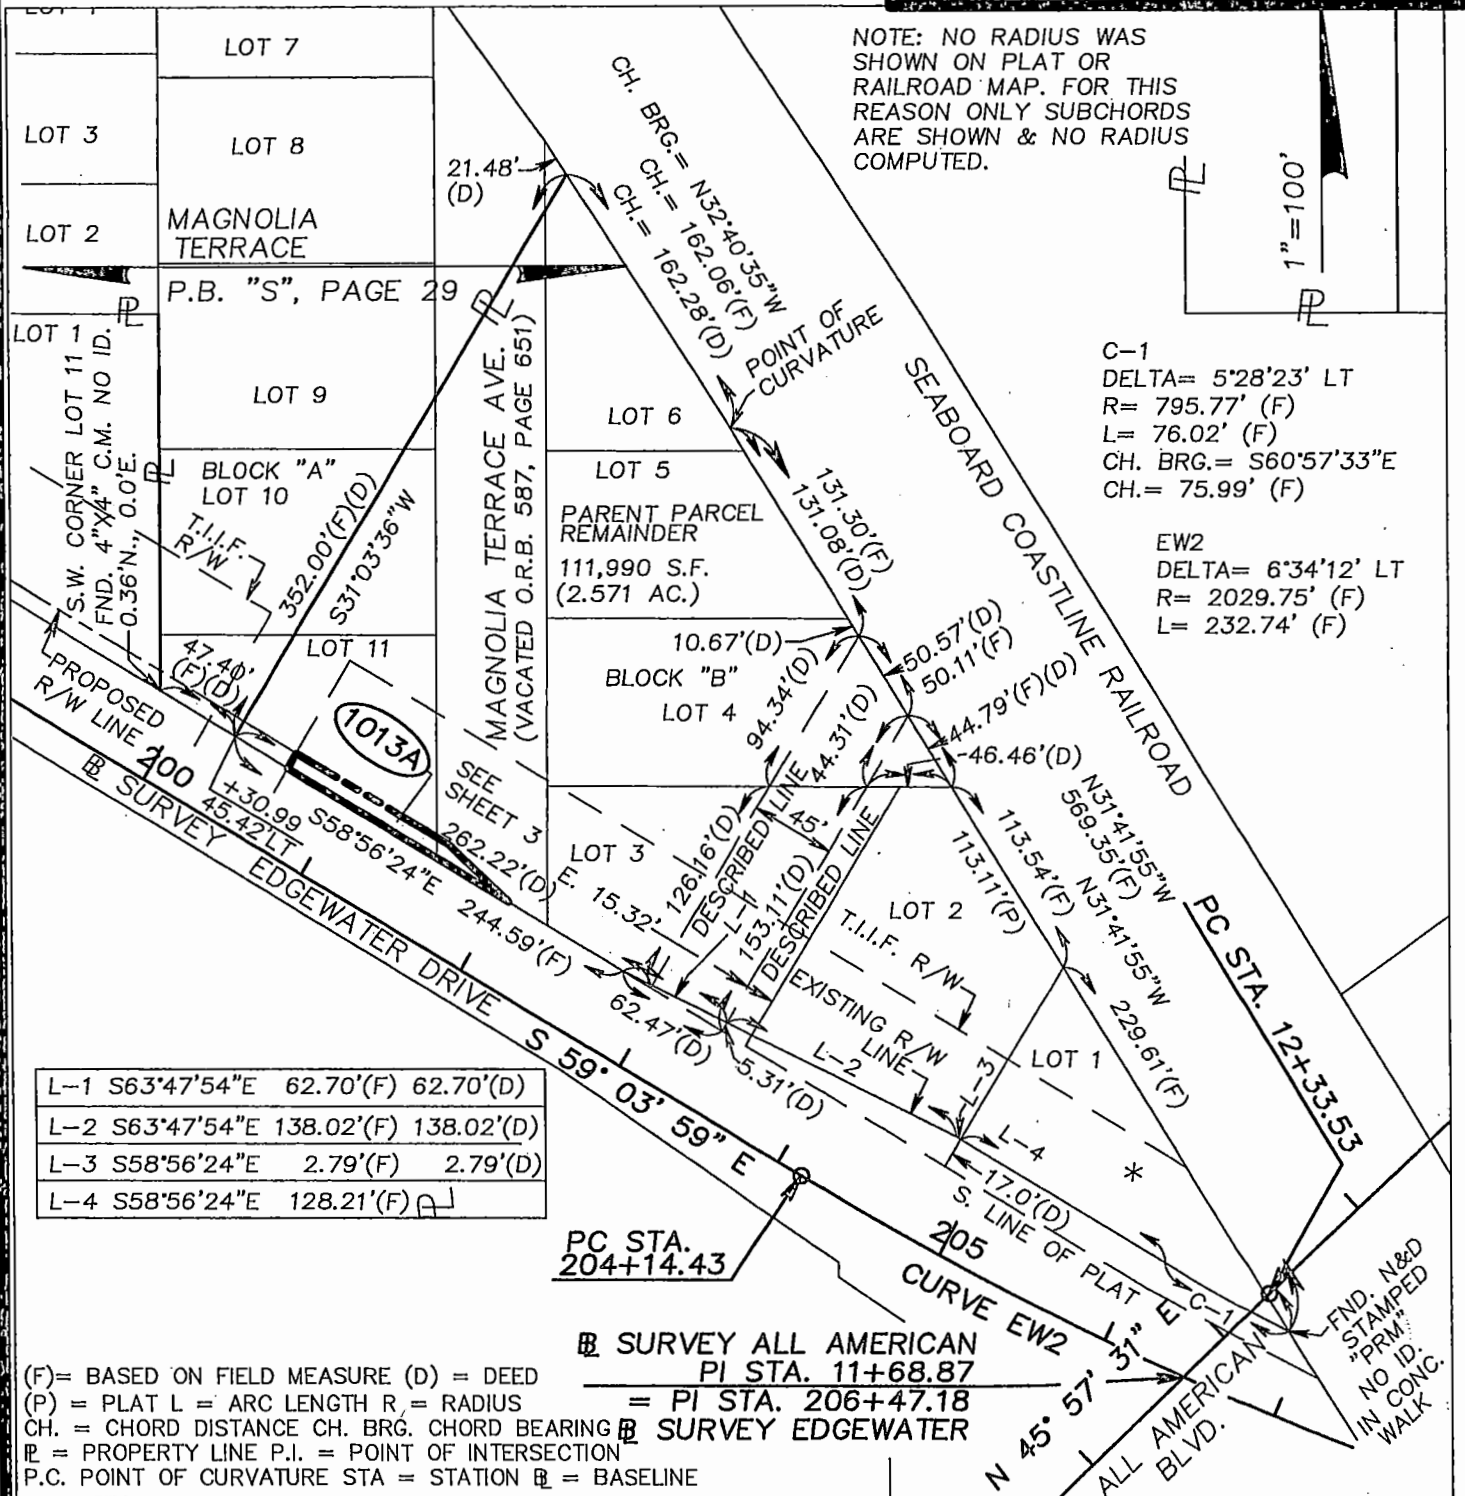 LOT 7
LOT 3
LOT 8
LOT 2
MAGNOLIA
TERRACE
P.B. "S", PAGE 29
LOT 1
LOT 9
BLOCK "A"
LOT 10
T.I.I.F.
R/W
LOT 11
S.W. CORNER LOT 11
FND. 4"X4" C.M. NO ID.
0.36'N., 0.0'E.
21.48'
(D)
352.00'(F)(D)
S31°03'36"W
47.40'
(F)(D)
PROPOSED
R/W LINE
MAGNOLIA TERRACE AVE.
(VACATED O.R.B. 587, PAGE 651)
CH. BRG.= N32°40'35"W
CH.= 162.06'(F)
CH.= 162.28'(D)
POINT OF
CURVATURE
NOTE: NO RADIUS WAS
SHOWN ON PLAT OR
RAILROAD MAP. FOR THIS
REASON ONLY SUBCHORDS
ARE SHOWN & NO RADIUS
COMPUTED.
PL
1"=100'
PL
PL
PL
PL
SEABOARD COASTLINE RAILROAD
C-1
DELTA= 5°28'23' LT
R= 795.77' (F)
L= 76.02' (F)
CH. BRG.= S60°57'33"E
CH.= 75.99' (F)
EW2
DELTA= 6°34'12' LT
R= 2029.75' (F)
L= 232.74' (F)
LOT 6
LOT 5
PARENT PARCEL
REMAINDER
111,990 S.F.
(2.571 AC.)
131.30'(F)
131.08'(D)
10.67'(D)
BLOCK "B"
LOT 4
50.57'(D)
50.11'(F)
44.79'(F)(D)
46.46'(D)
94.34'(D)
44.31'(D)
1013A
SEE
SHEET 3
262.22'(D)
200
+30.99
45.42'LT
S58°56'24"E
244.59'(F)
LOT 3
E. 15.32'
126.16'(D)
DESCRIBED LINE
45'
L-1
153.11'(D)
DESCRIBED LINE
62.47'(D)
5.31'(D)
LOT 2
T.I.I.F. R/W
EXISTING R/W
LINE
L-2
L-3
L-4
113.54'(F)
113.11'(P)
N31°41'55"W
569.35'(F)
N31°41'55"W
229.61'(F)
LOT 1
*
PC STA. 12+33.53
17.0'(D)
S. LINE OF PLAT
C-1
BL SURVEY EDGEWATER DRIVE S 59° 03' 59" E
L-1 S63°47'54"E 62.70'(F) 62.70'(D)
L-2 S63°47'54"E 138.02'(F) 138.02'(D)
L-3 S58°56'24"E 2.79'(F) 2.79'(D)
L-4 S58°56'24"E 128.21'(F)
PC STA.
204+14.43
205
CURVE EW2
BL SURVEY ALL AMERICAN
PI STA. 11+68.87
= PI STA. 206+47.18
BL SURVEY EDGEWATER
N 45° 57' 31" E
ALL AMERICAN
BLVD.
FND. N&D
STAMPED
"PRM"
NO ID.
IN CONC.
WALK
(F)= BASED ON FIELD MEASURE (D) = DEED
(P) = PLAT L = ARC LENGTH R = RADIUS
CH. = CHORD DISTANCE CH. BRG. CHORD BEARING
PL = PROPERTY LINE P.I. = POINT OF INTERSECTION
P.C. POINT OF CURVATURE STA = STATION BL = BASELINE